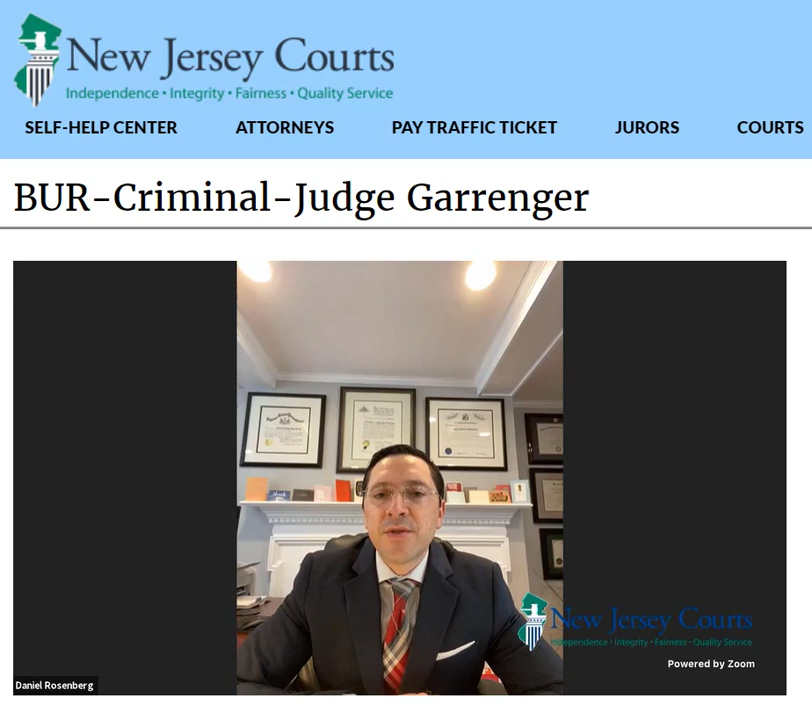 New Jersey Courts
Independence • Integrity • Fairness • Quality Service
SELF-HELP CENTER ATTORNEYS PAY TRAFFIC TICKET JURORS COURTS
BUR-Criminal-Judge Garrenger
New Jersey Courts
Independence • Integrity • Fairness • Quality Service
Powered by Zoom
Daniel Rosenberg